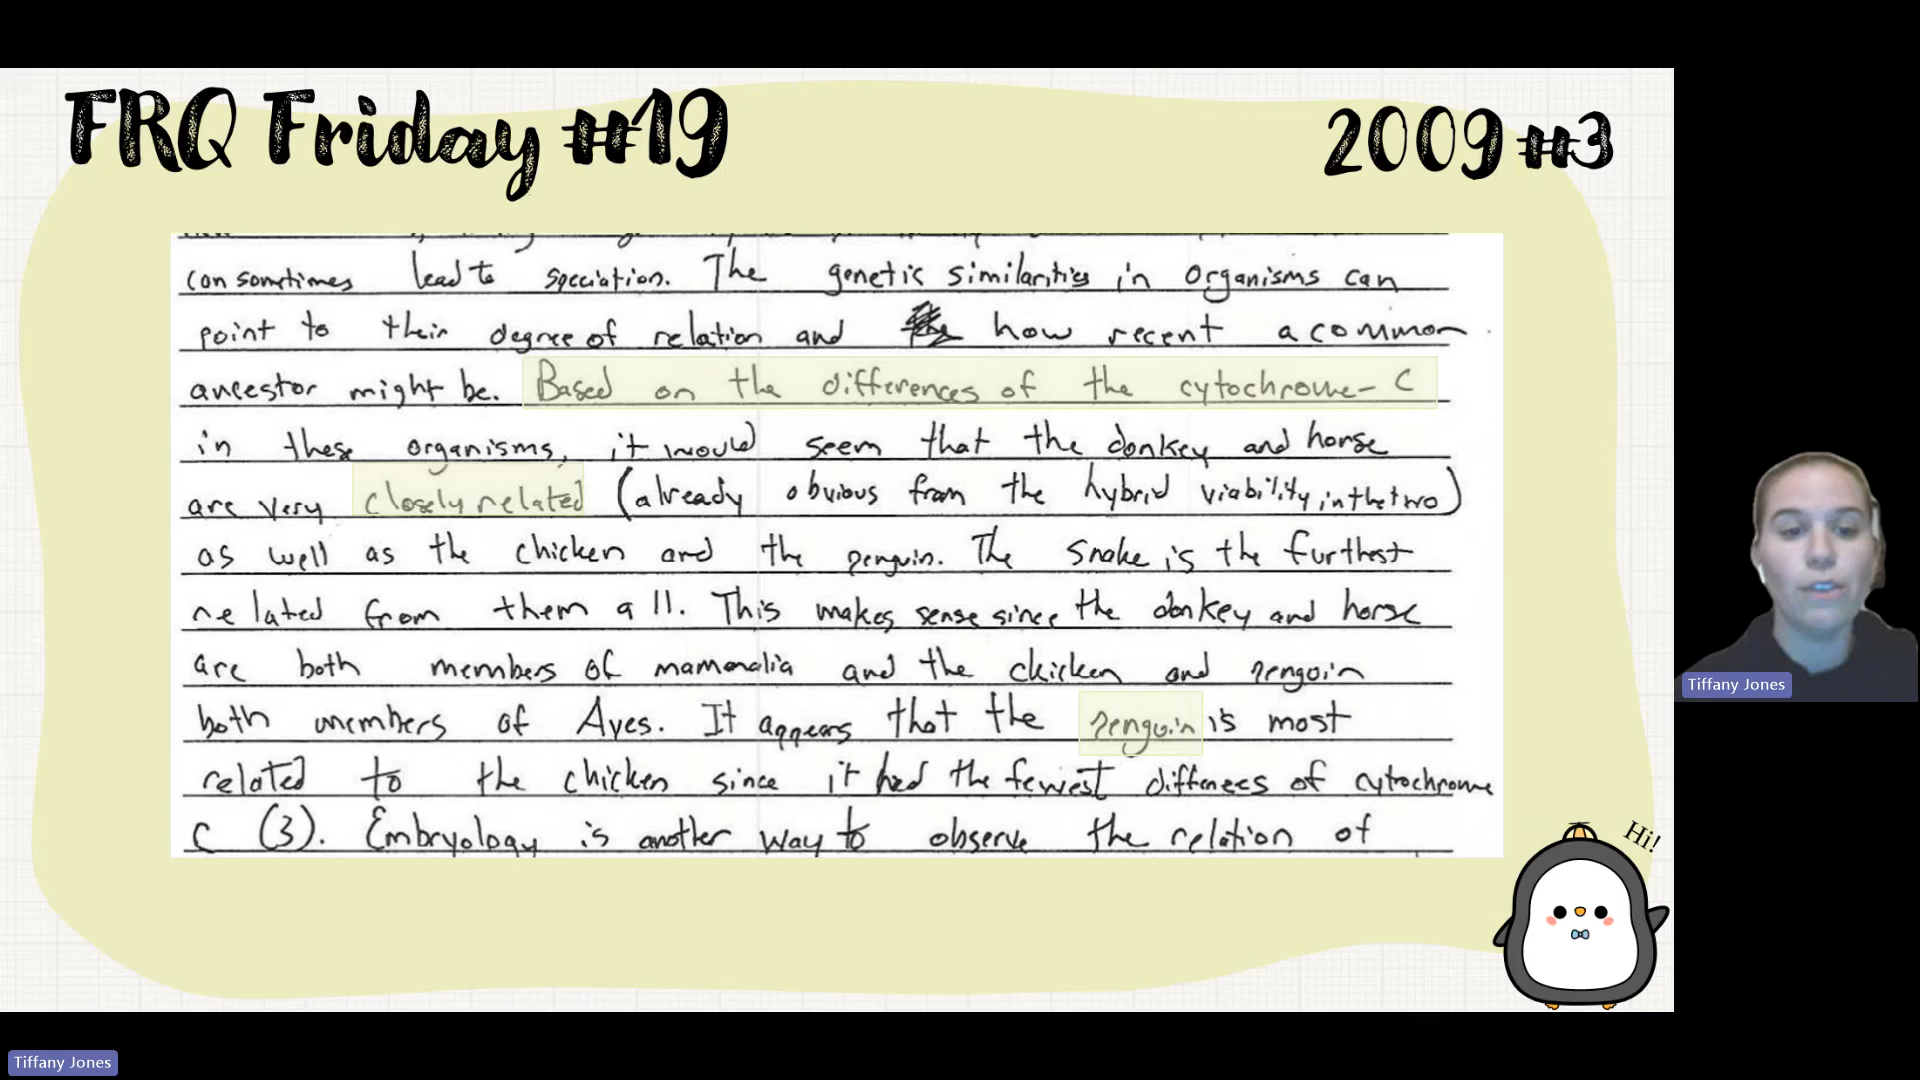 FRQ Friday #19
2009 #3
can sometimes lead to speciation. The genetic similarities in organisms can
point to their degree of relation and how recent a common
ancestor might be. Based on the differences of the cytochrome-C
in these organisms, it would seem that the donkey and horse
are very closely related (already obvious from the hybrid viability in the two)
as well as the chicken and the penguin. The snake is the furthest
related from them all. This makes sense since the donkey and horse
are both members of mammalia and the chicken and penguin
both members of Aves. It appears that the penguin is most
related to the chicken since it had the fewest differences of cytochrome
C (3). Embryology is another way to observe the relation of
Hi!
Tiffany Jones
Tiffany Jones